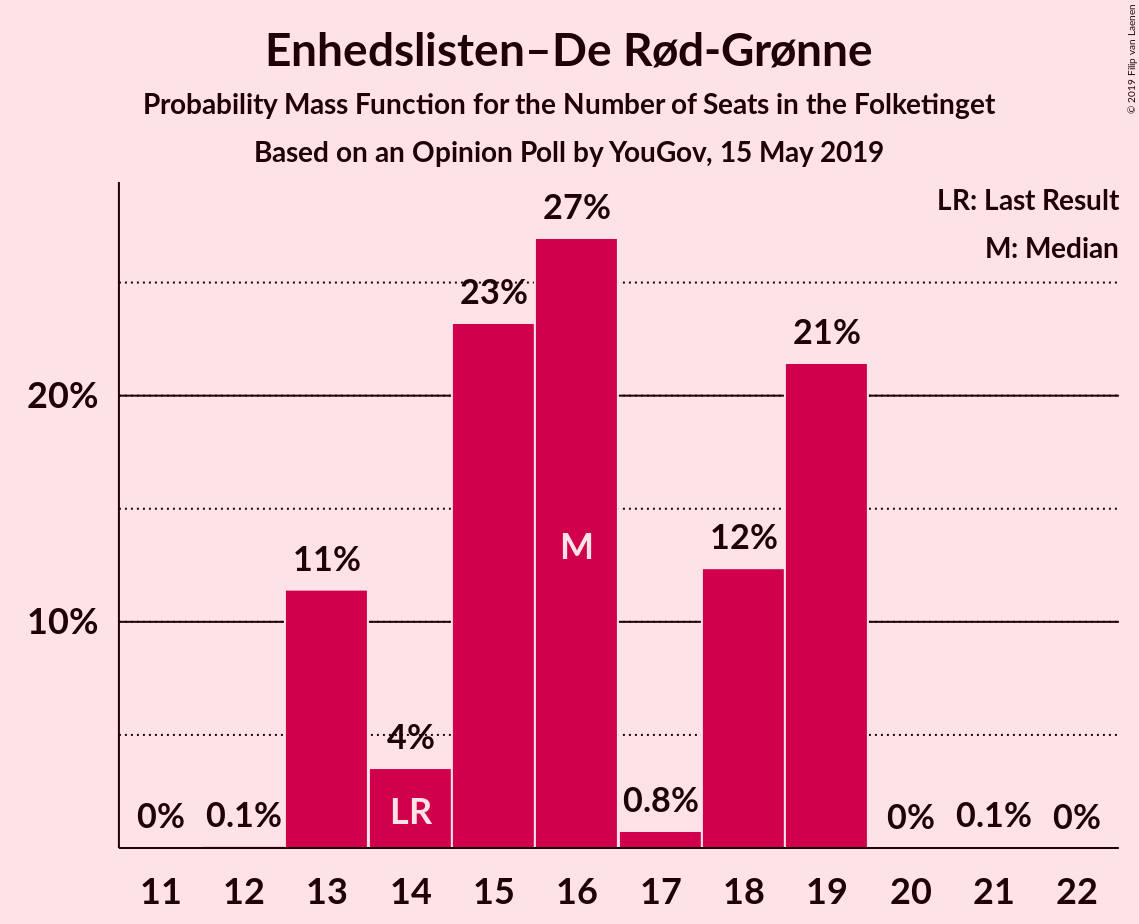 Enhedslisten–De Rød-Grønne
Probability Mass Function for the Number of Seats in the Folketinget
Based on an Opinion Poll by YouGov, 15 May 2019
© 2019 Filip van Laenen
LR: Last Result
M: Median
27%
23%
21%
20%
12%
11%
M
10%
4%
0.8%
LR
0% 0.1% 0% 0.1% 0%
11 12 13 14 15 16 17 18 19 20 21 22